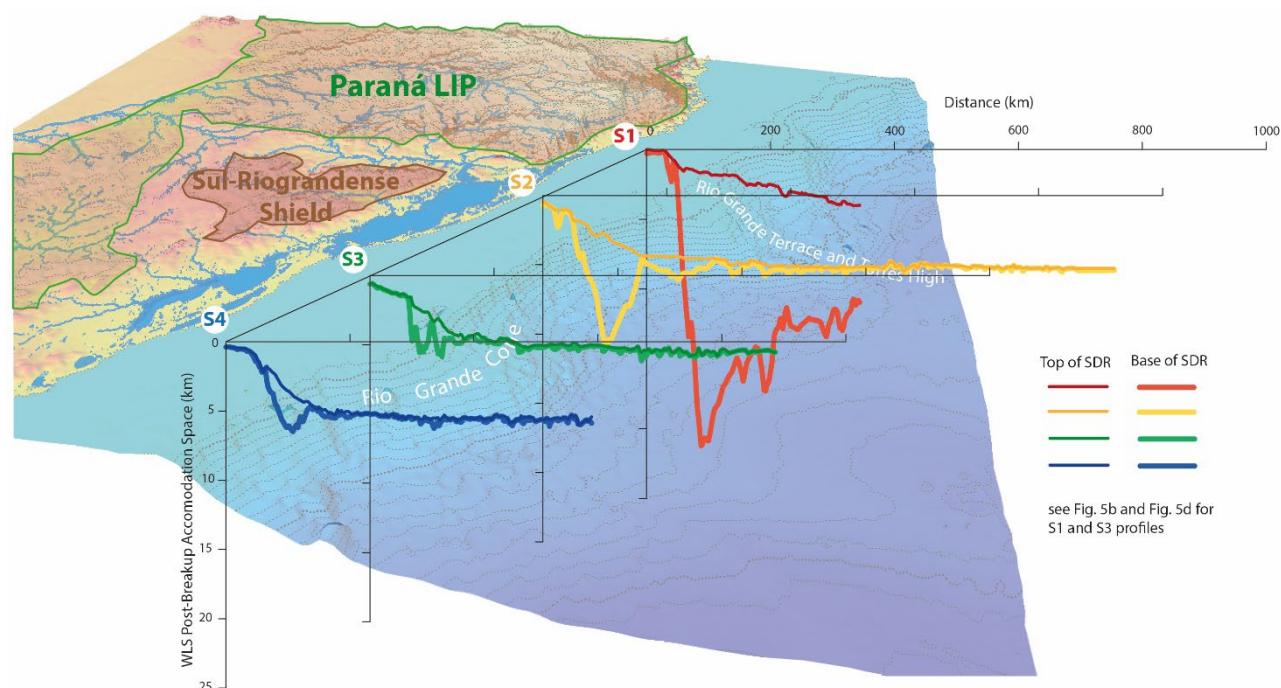 Paraná LIP
Distance (km)
S1
0
200
400
600
800
1000
Sul-Riograndense
Shield
S2
Rio Grande Terrace and Torres High
S3
S4
Rio Grande Cone
0
5
10
15
20
25
WLS Post-Breakup Accomodation Space (km)
Top of SDR
Base of SDR
see Fig. 5b and Fig. 5d for
S1 and S3 profiles